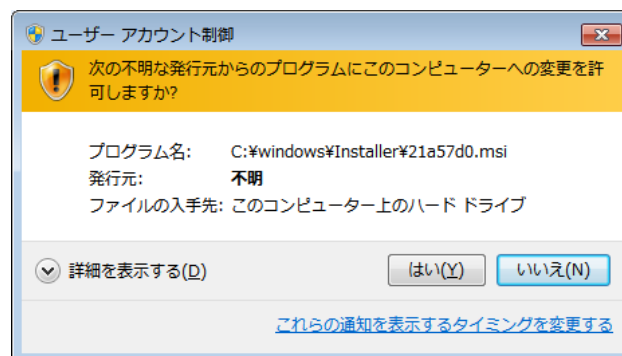 ユーザー アカウント制御
次の不明な発行元からのプログラムにこのコンピューターへの変更を許
可しますか?
プログラム名: C:¥windows¥Installer¥21a57d0.msi
発行元: 不明
ファイルの入手先: このコンピューター上のハード ドライブ
詳細を表示する(D) はい(Y) いいえ(N)
これらの通知を表示するタイミングを変更する